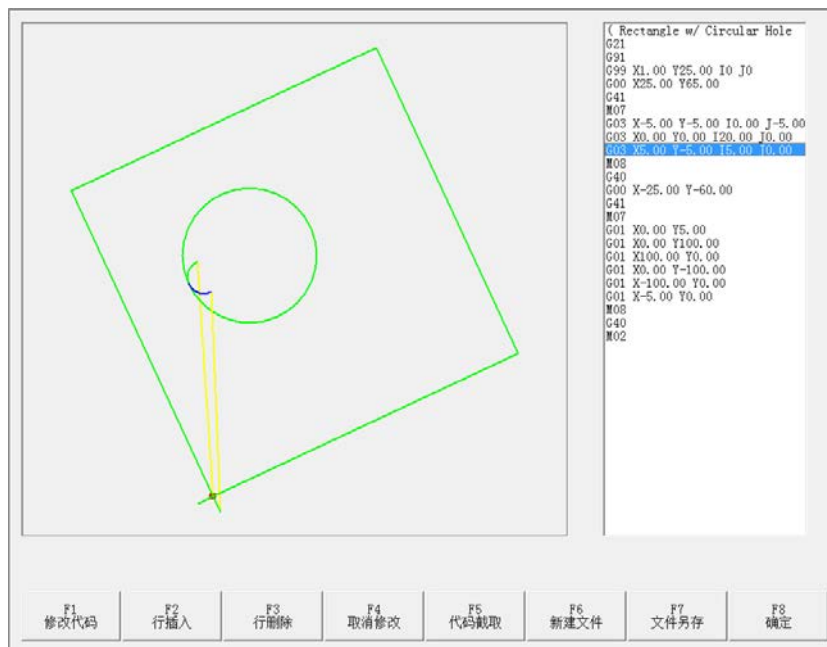 ( Rectangle w/ Circular Hole
G21
G91
G99 X1.00 Y25.00 I0 J0
G00 X25.00 Y65.00
G41
M07
G03 X-5.00 Y-5.00 I0.00 J-5.00
G03 X0.00 Y0.00 I20.00 J0.00
G03 X5.00 Y-5.00 I5.00 J0.00
M08
G40
G00 X-25.00 Y-60.00
G41
M07
G01 X0.00 Y5.00
G01 X0.00 Y100.00
G01 X100.00 Y0.00
G01 X0.00 Y-100.00
G01 X-100.00 Y0.00
G01 X-5.00 Y0.00
M08
G40
M02
F1 修改代码
F2 行插入
F3 行删除
F4 取消修改
F5 代码截取
F6 新建文件
F7 文件另存
F8 确定